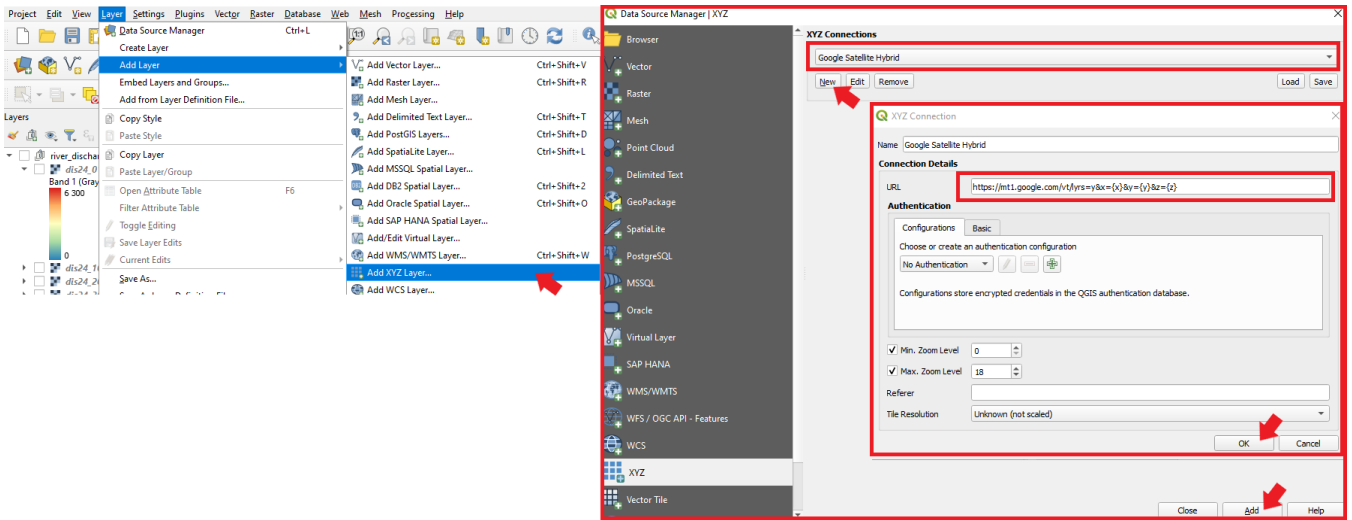 Project Edit View Layer Settings Plugins Vector Raster Database Web Mesh Processing Help
Data Source Manager Ctrl+L
Create Layer
Add Layer
Embed Layers and Groups...
Add from Layer Definition File...
Copy Style
Paste Style
Copy Layer
Paste Layer/Group
Open Attribute Table F6
Filter Attribute Table
Toggle Editing
Save Layer Edits
Current Edits
Save As...
Layers
river_dischar
dis24_0
Band 1 (Gray
6 300
0
Add Vector Layer... Ctrl+Shift+V
Add Raster Layer... Ctrl+Shift+R
Add Mesh Layer...
Add Delimited Text Layer... Ctrl+Shift+T
Add PostGIS Layers... Ctrl+Shift+D
Add SpatiaLite Layer... Ctrl+Shift+L
Add MSSQL Spatial Layer...
Add DB2 Spatial Layer... Ctrl+Shift+2
Add Oracle Spatial Layer... Ctrl+Shift+O
Add SAP HANA Spatial Layer...
Add/Edit Virtual Layer...
Add WMS/WMTS Layer... Ctrl+Shift+W
Add XYZ Layer...
Add WCS Layer...
Data Source Manager | XYZ
Browser
Vector
Raster
Mesh
Point Cloud
Delimited Text
GeoPackage
SpatiaLite
PostgreSQL
MSSQL
Oracle
Virtual Layer
SAP HANA
WMS/WMTS
WFS / OGC API - Features
WCS
XYZ
Vector Tile
XYZ Connections
Google Satellite Hybrid
New Edit Remove Load Save
XYZ Connection
Name Google Satellite Hybrid
Connection Details
URL https://mt1.google.com/vt/lyrs=y&x={x}&y={y}&z={z}
Authentication
Configurations Basic
Choose or create an authentication configuration
No Authentication
Configurations store encrypted credentials in the QGIS authentication database.
Min. Zoom Level 0
Max. Zoom Level 18
Referer
Tile Resolution Unknown (not scaled)
OK Cancel
Close Add Help